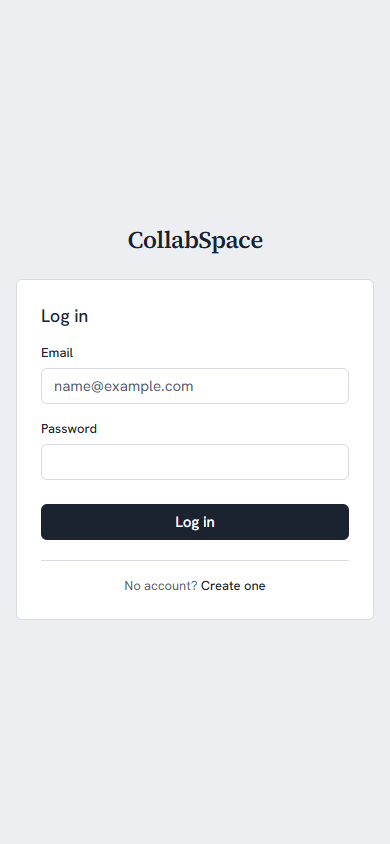 CollabSpace
Log in
Email
name@example.com
Password
Log in
No account? Create one